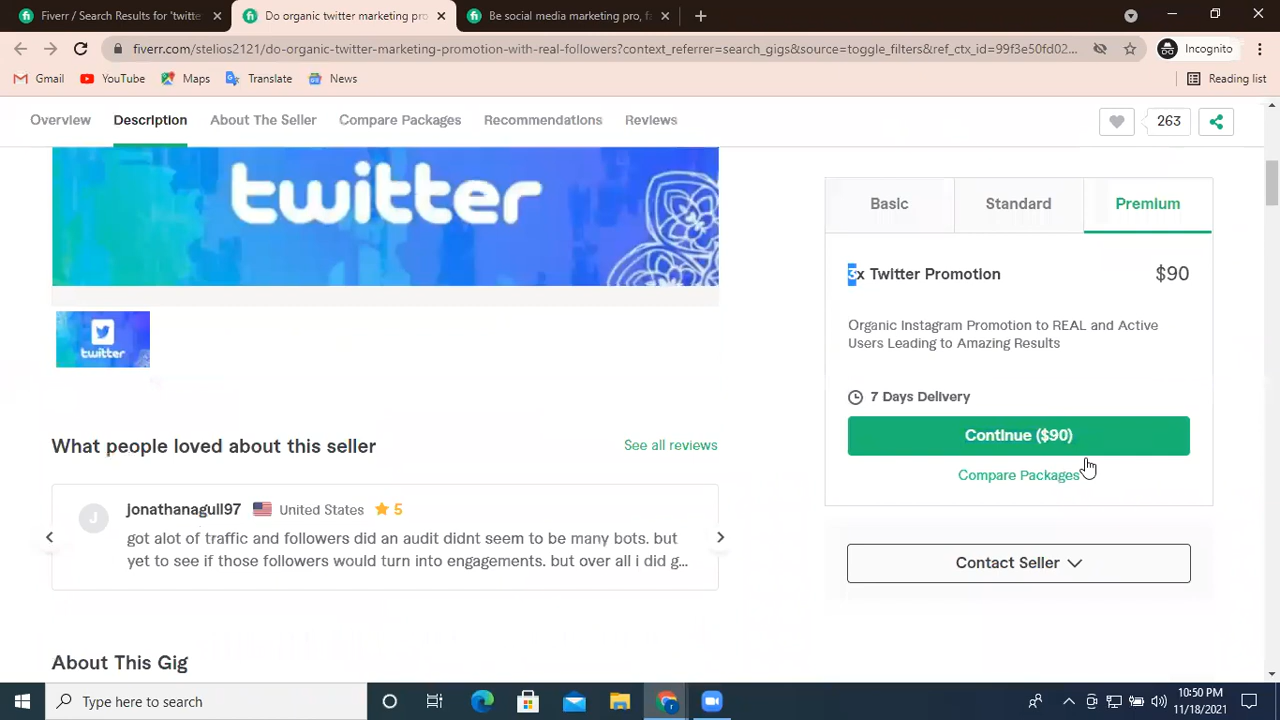 Fiverr / Search Results for 'twitte
Do organic twitter marketing pro
Be social media marketing pro, fa
fiverr.com/stelios2121/do-organic-twitter-marketing-promotion-with-real-followers?context_referrer=search_gigs&source=toggle_filters&ref_ctx_id=99f3e50fd02...
Incognito
Gmail
YouTube
Maps
Translate
News
Reading list
Overview
Description
About The Seller
Compare Packages
Recommendations
Reviews
263
twitter
twitter
Basic
Standard
Premium
3x Twitter Promotion
$90
Organic Instagram Promotion to REAL and Active
Users Leading to Amazing Results
7 Days Delivery
Continue ($90)
Compare Packages
Contact Seller
What people loved about this seller
See all reviews
J
jonathanagull97
United States
5
got alot of traffic and followers did an audit didnt seem to be many bots. but
yet to see if those followers would turn into engagements. but over all i did g...
About This Gig
Type here to search
10:50 PM
11/18/2021